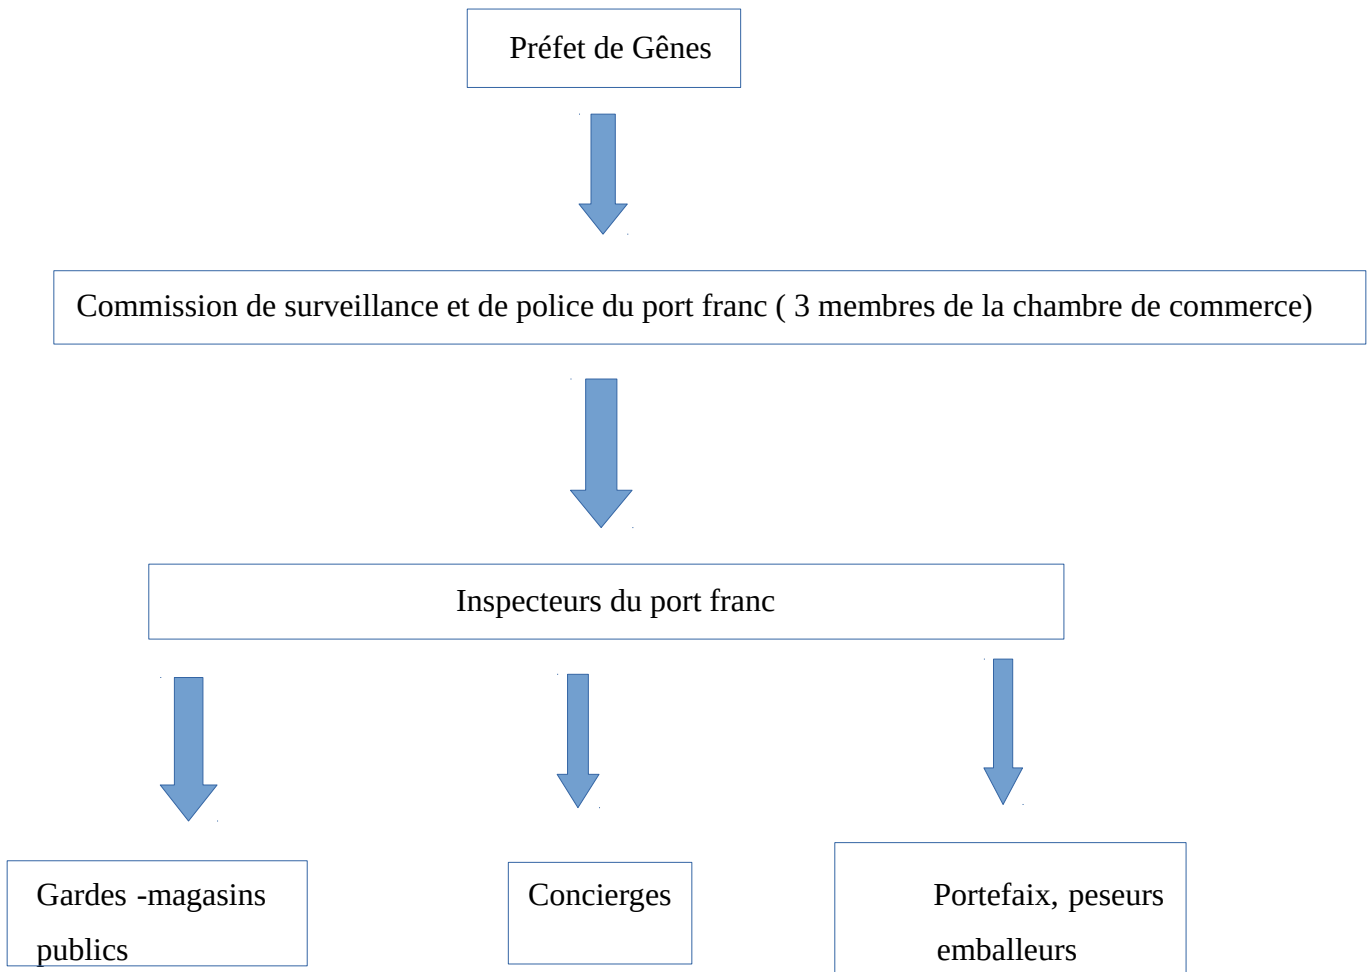 Préfet de Gênes
Commission de surveillance et de police du port franc ( 3 membres de la chambre de commerce)
Inspecteurs du port franc
Gardes -magasins
publics
Concierges
Portefaix, peseurs
emballeurs